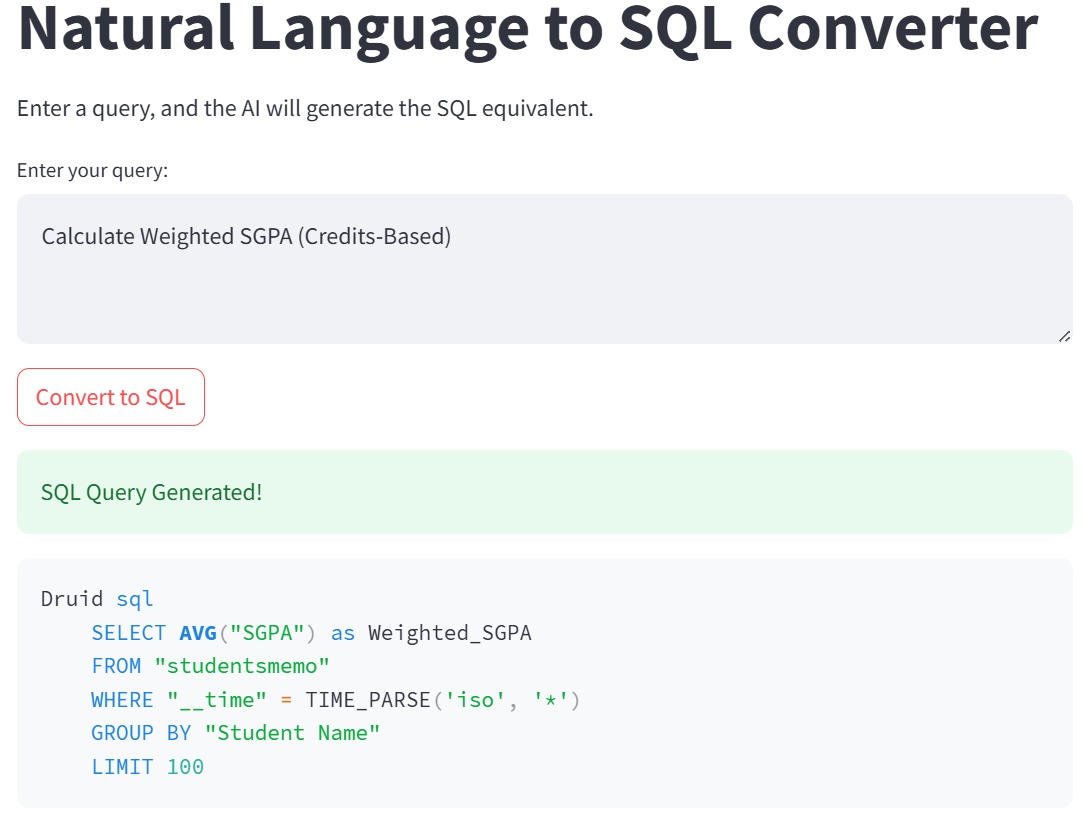 Natural Language to SQL Converter
Enter a query, and the AI will generate the SQL equivalent.
Enter your query:
Calculate Weighted SGPA (Credits-Based)
Convert to SQL
SQL Query Generated!
Druid sql
    SELECT AVG("SGPA") as Weighted_SGPA
    FROM "studentsmemo"
    WHERE "__time" = TIME_PARSE('iso', '*')
    GROUP BY "Student Name"
    LIMIT 100